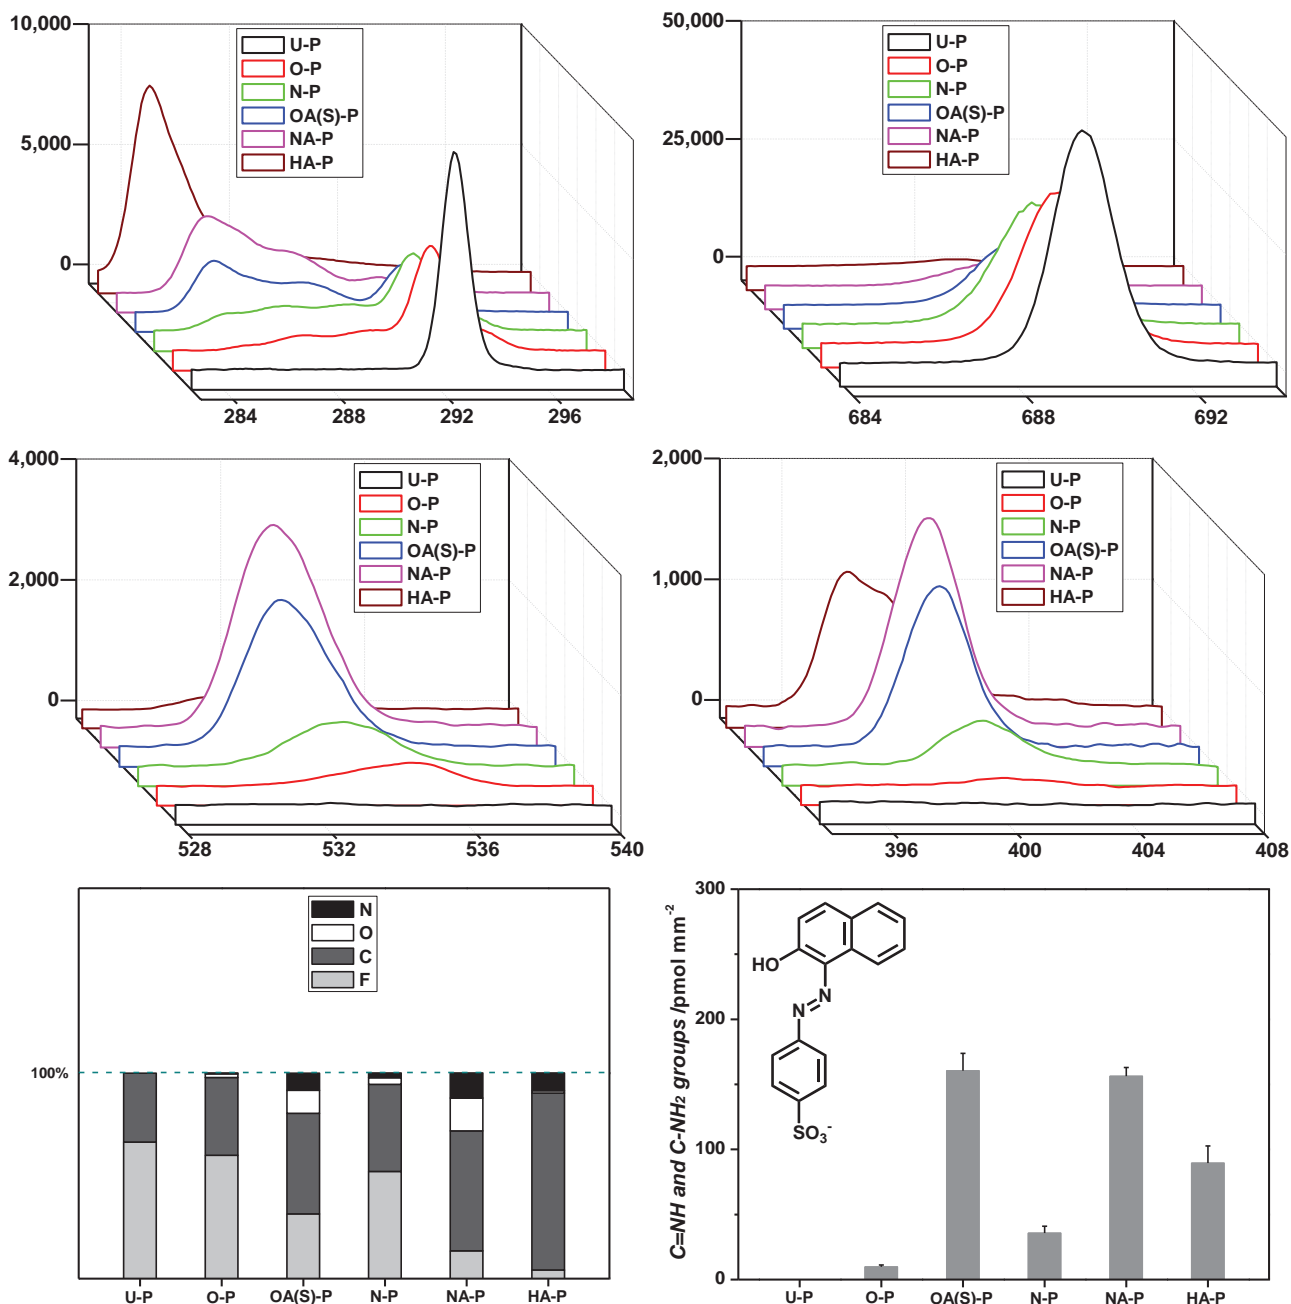 10,000
5,000
0
U-P
O-P
N-P
OA(S)-P
NA-P
HA-P
284
288
292
296
50,000
25,000
0
U-P
O-P
N-P
OA(S)-P
NA-P
HA-P
684
688
692
4,000
2,000
0
U-P
O-P
N-P
OA(S)-P
NA-P
HA-P
528
532
536
540
2,000
1,000
0
U-P
O-P
N-P
OA(S)-P
NA-P
HA-P
396
400
404
408
N
O
C
F
100%
U-P
O-P
OA(S)-P
N-P
NA-P
HA-P
C=NH and C-NH₂ groups /pmol mm⁻²
300
200
100
0
HO
N
N
SO₃⁻
U-P
O-P
OA(S)-P
N-P
NA-P
HA-P